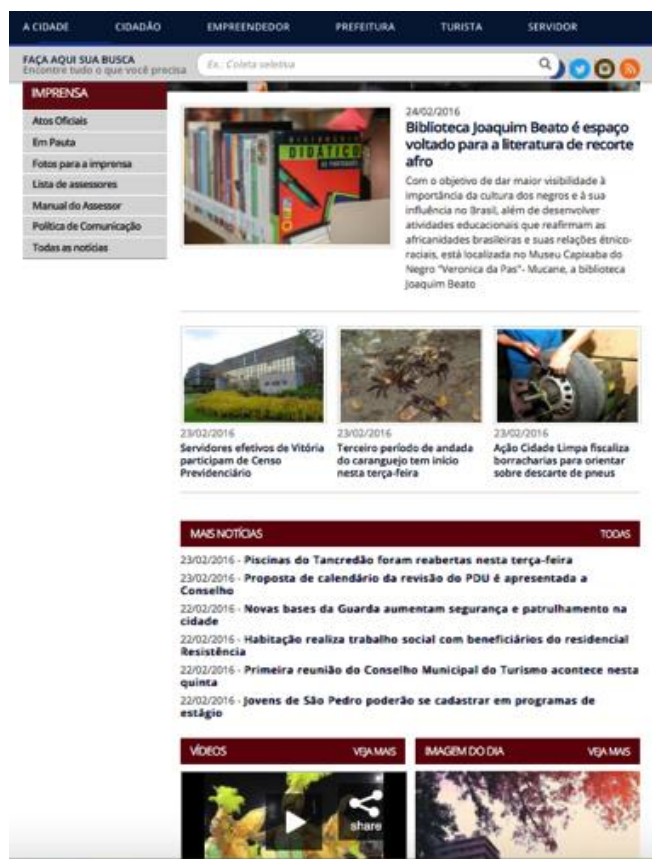 A CIDADE CIDADÃO EMPREENDEDOR PREFEITURA TURISTA SERVIDOR
FAÇA AQUI SUA BUSCA
Encontre tudo o que você precisa
Ex.: Coleta seletiva
IMPRENSA
Atos Oficiais
Em Pauta
Fotos para a imprensa
Lista de assessores
Manual do Assessor
Política de Comunicação
Todas as notícias
DIDÁTICO
24/02/2016
Biblioteca Joaquim Beato é espaço
voltado para a literatura de recorte
afro
Com o objetivo de dar maior visibilidade à
importância da cultura dos negros e à sua
influência no Brasil, além de desenvolver
atividades educacionais que reafirmam as
africanidades brasileiras e suas relações étnico-
raciais, está localizada no Museu Capixaba do
Negro "Veronica da Pas"- Mucane, a biblioteca
Joaquim Beato
23/02/2016
Servidores efetivos de Vitória
participam de Censo
Previdenciário
23/02/2016
Terceiro período de andada
do caranguejo tem início
nesta terça-feira
23/02/2016
Ação Cidade Limpa fiscaliza
borracharias para orientar
sobre descarte de pneus
MAIS NOTÍCIAS TODAS
23/02/2016 - Piscinas do Tancredão foram reabertas nesta terça-feira
23/02/2016 - Proposta de calendário da revisão do PDU é apresentada a
Conselho
22/02/2016 - Novas bases da Guarda aumentam segurança e patrulhamento na
cidade
22/02/2016 - Habitação realiza trabalho social com beneficiários do residencial
Resistência
22/02/2016 - Primeira reunião do Conselho Municipal do Turismo acontece nesta
quinta
22/02/2016 - Jovens de São Pedro poderão se cadastrar em programas de
estágio
VÍDEOS VEJA MAIS
IMAGEM DO DIA VEJA MAIS
share